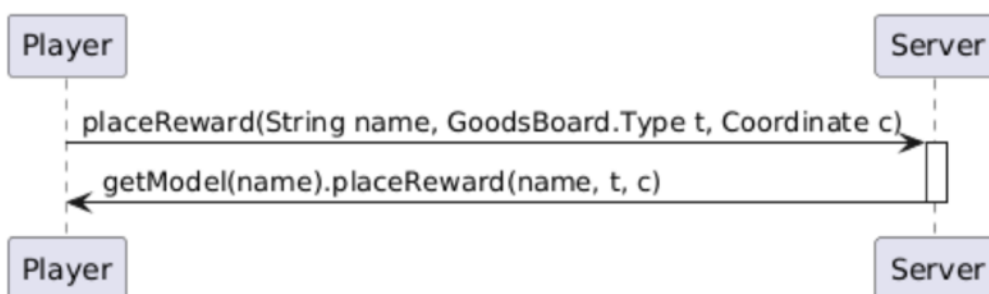 Player
Server
placeReward(String name, GoodsBoard.Type t, Coordinate c)
getModel(name).placeReward(name, t, c)
Player
Server